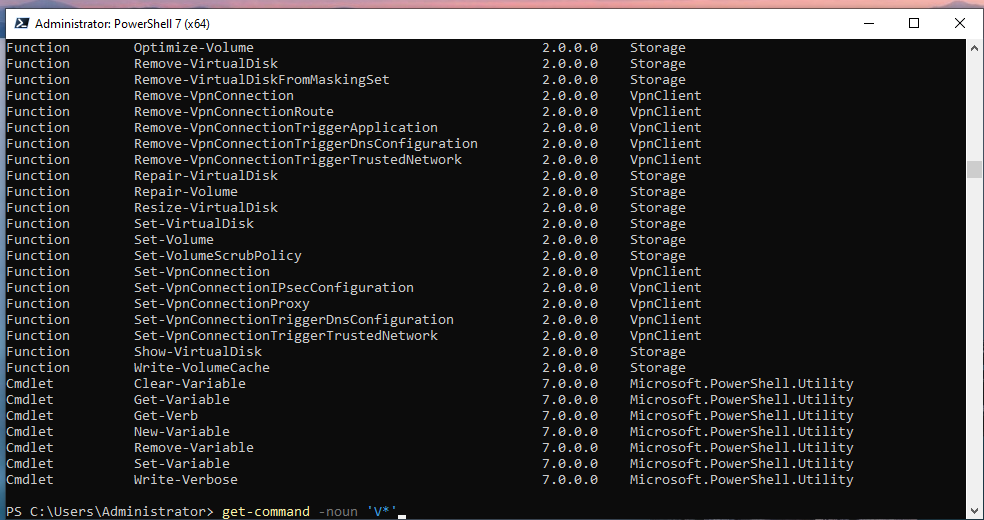 Administrator: PowerShell 7 (x64)
Function Optimize-Volume 2.0.0.0 Storage
Function Remove-VirtualDisk 2.0.0.0 Storage
Function Remove-VirtualDiskFromMaskingSet 2.0.0.0 Storage
Function Remove-VpnConnection 2.0.0.0 VpnClient
Function Remove-VpnConnectionRoute 2.0.0.0 VpnClient
Function Remove-VpnConnectionTriggerApplication 2.0.0.0 VpnClient
Function Remove-VpnConnectionTriggerDnsConfiguration 2.0.0.0 VpnClient
Function Remove-VpnConnectionTriggerTrustedNetwork 2.0.0.0 VpnClient
Function Repair-VirtualDisk 2.0.0.0 Storage
Function Repair-Volume 2.0.0.0 Storage
Function Resize-VirtualDisk 2.0.0.0 Storage
Function Set-VirtualDisk 2.0.0.0 Storage
Function Set-Volume 2.0.0.0 Storage
Function Set-VolumeScrubPolicy 2.0.0.0 Storage
Function Set-VpnConnection 2.0.0.0 VpnClient
Function Set-VpnConnectionIPsecConfiguration 2.0.0.0 VpnClient
Function Set-VpnConnectionProxy 2.0.0.0 VpnClient
Function Set-VpnConnectionTriggerDnsConfiguration 2.0.0.0 VpnClient
Function Set-VpnConnectionTriggerTrustedNetwork 2.0.0.0 VpnClient
Function Show-VirtualDisk 2.0.0.0 Storage
Function Write-VolumeCache 2.0.0.0 Storage
Cmdlet Clear-Variable 7.0.0.0 Microsoft.PowerShell.Utility
Cmdlet Get-Variable 7.0.0.0 Microsoft.PowerShell.Utility
Cmdlet Get-Verb 7.0.0.0 Microsoft.PowerShell.Utility
Cmdlet New-Variable 7.0.0.0 Microsoft.PowerShell.Utility
Cmdlet Remove-Variable 7.0.0.0 Microsoft.PowerShell.Utility
Cmdlet Set-Variable 7.0.0.0 Microsoft.PowerShell.Utility
Cmdlet Write-Verbose 7.0.0.0 Microsoft.PowerShell.Utility
PS C:\Users\Administrator> get-command -noun 'V*'